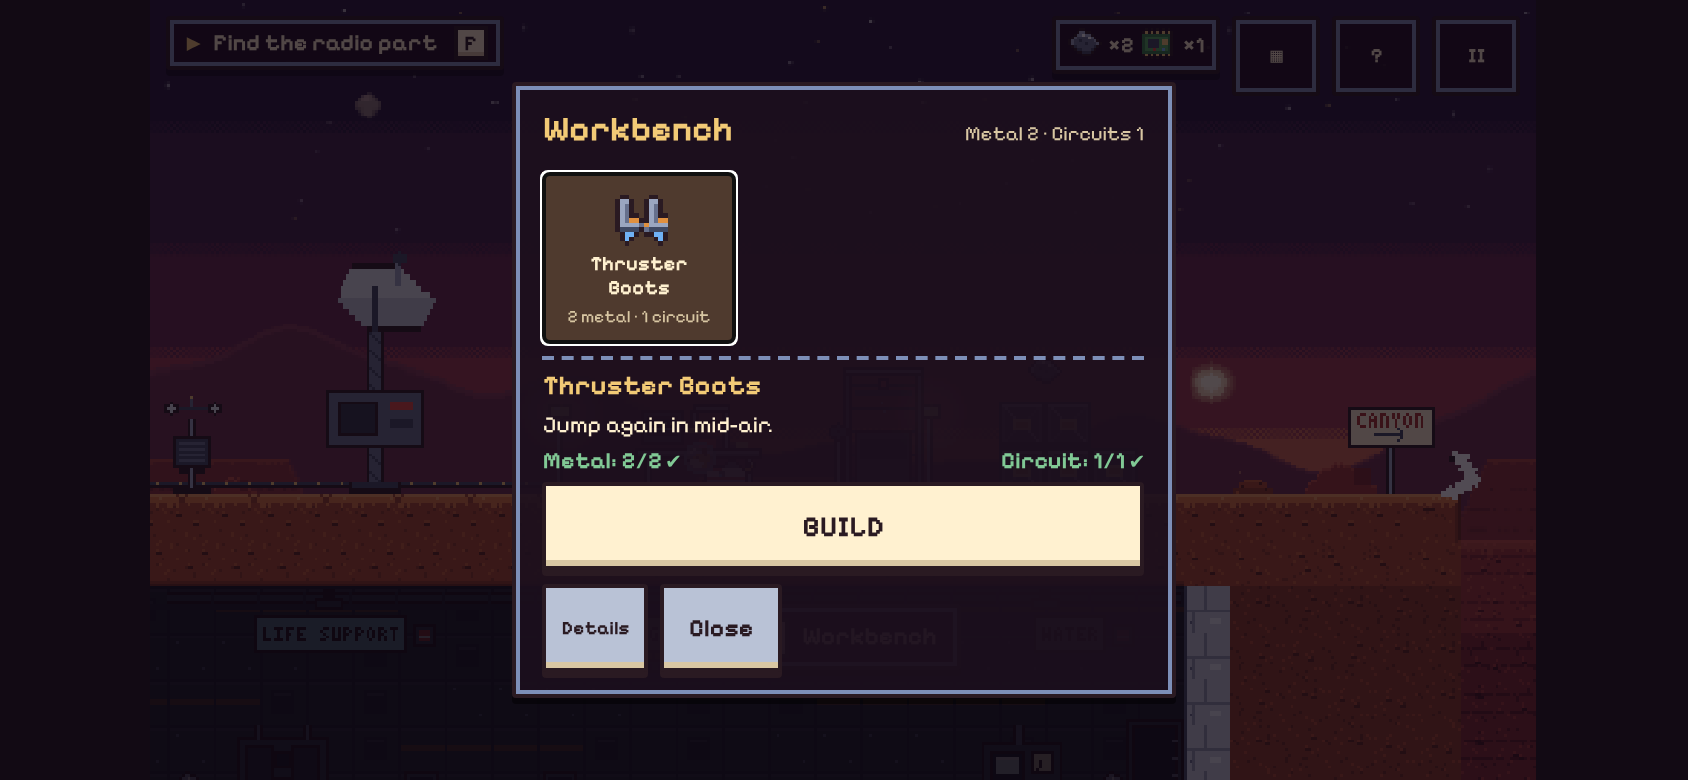 ▶ Find the radio part F
×2 ×1
? II
Workbench
Metal 2 · Circuits 1
Thruster
Boots
2 metal · 1 circuit
Thruster Boots
Jump again in mid-air.
Metal: 2/2 ✓
Circuit: 1/1 ✓
CANYON
BUILD
LIFE SUPPORT
Details
Close
Workbench
WATER